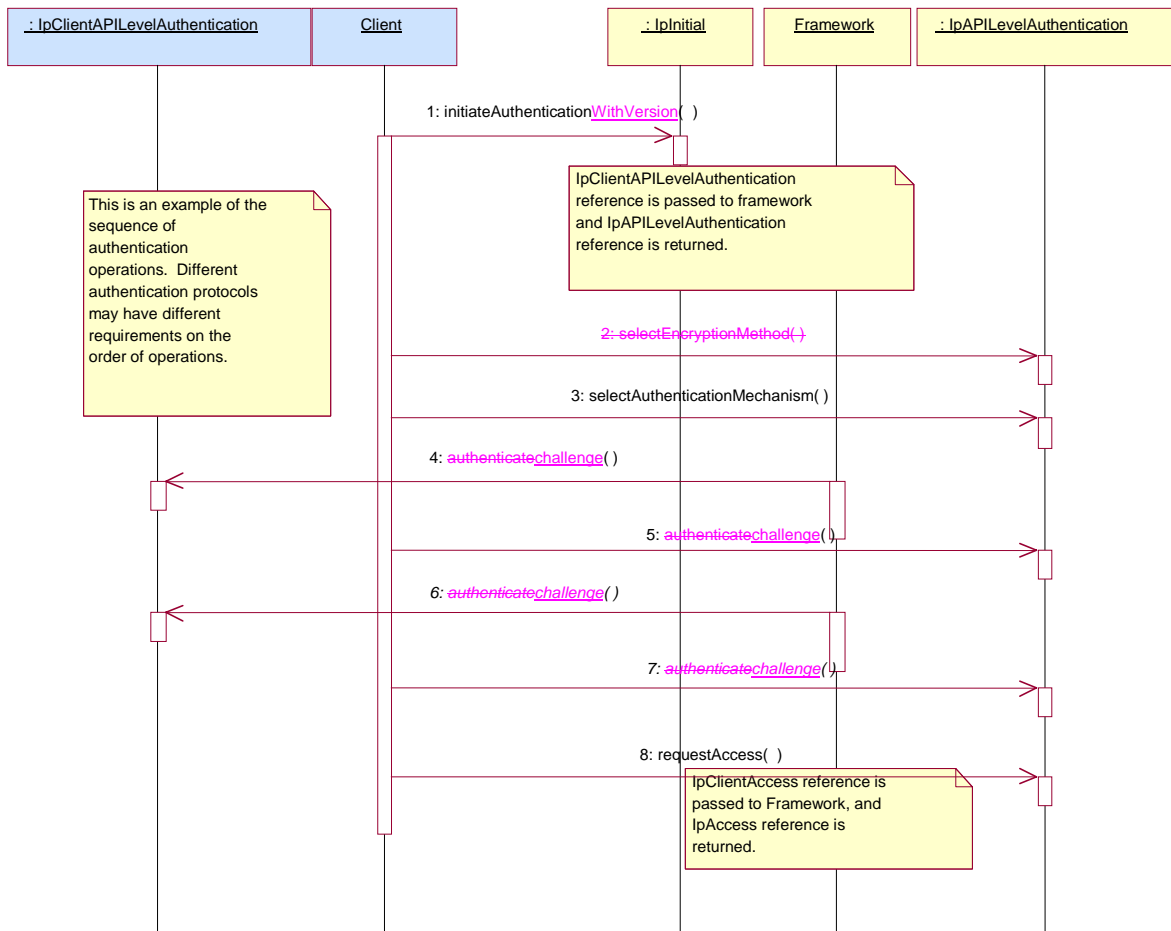 : IpClientAPILevelAuthentication
Client
: IpInitial
Framework
: IpAPILevelAuthentication
1: initiateAuthenticationWithVersion( )
IpClientAPILevelAuthentication
reference is passed to framework
and IpAPILevelAuthentication
reference is returned.
This is an example of the
sequence of
authentication
operations. Different
authentication protocols
may have different
requirements on the
order of operations.
2: selectEncryptionMethod( )
3: selectAuthenticationMechanism( )
4: authenticatechallenge( )
5: authenticatechallenge( )
6: authenticatechallenge( )
7: authenticatechallenge( )
8: requestAccess( )
IpClientAccess reference is
passed to Framework, and
IpAccess reference is
returned.